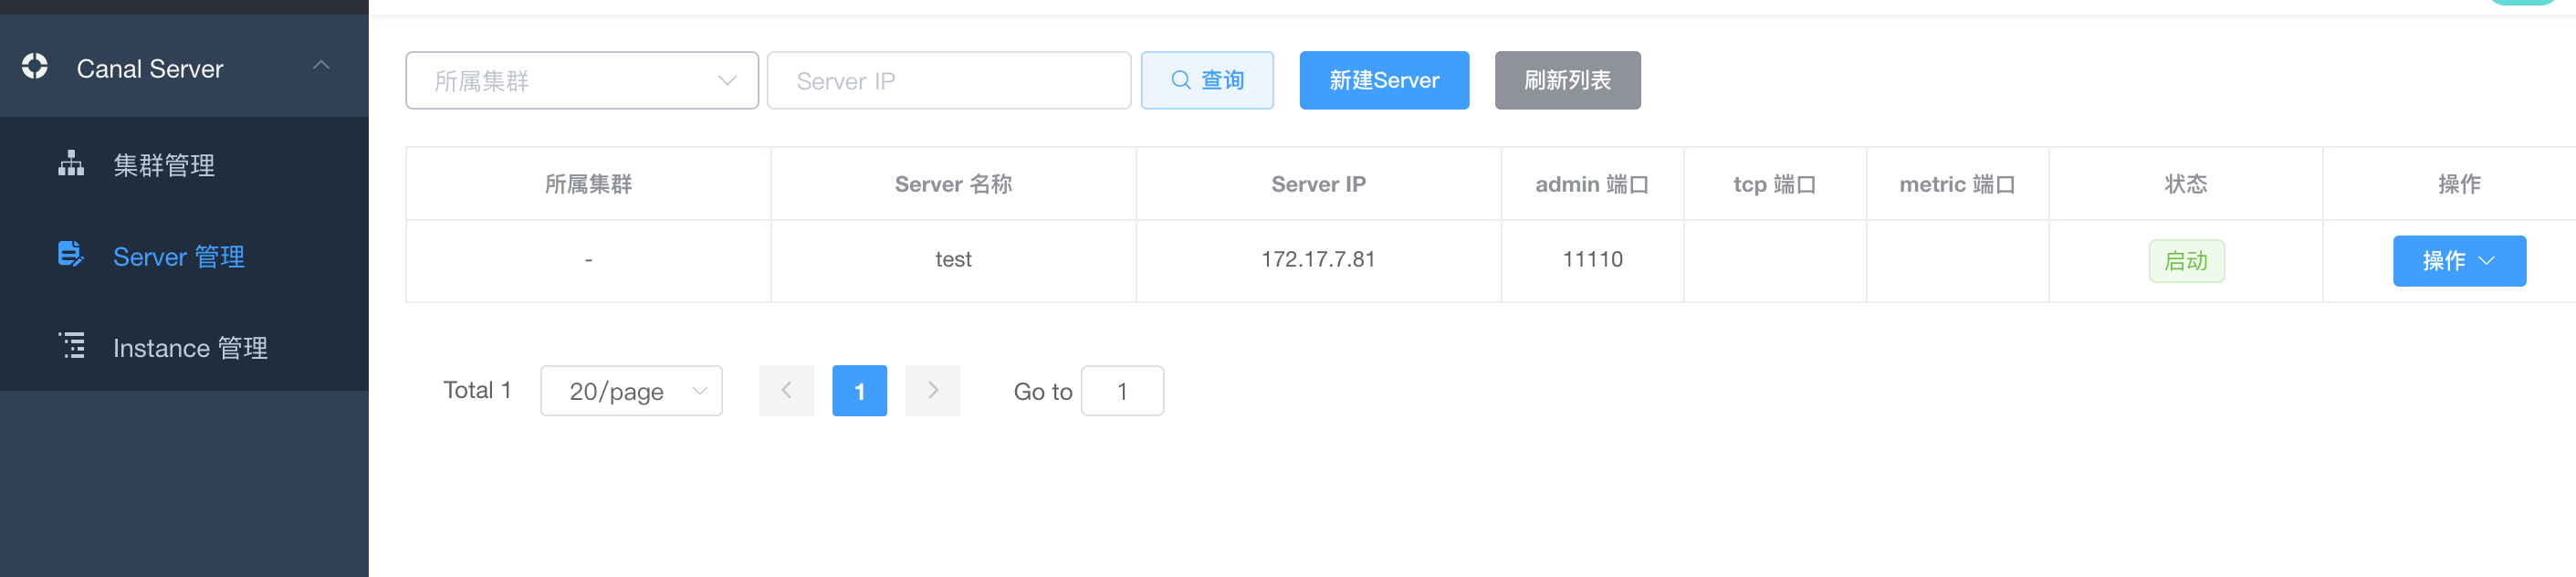 Canal Server
集群管理
Server 管理
Instance 管理
所属集群 Server IP 查询 新建Server 刷新列表
所属集群 Server 名称 Server IP admin 端口 tcp 端口 metric 端口 状态 操作
- test 172.17.7.81 11110 启动 操作
Total 1 20/page 1 Go to 1